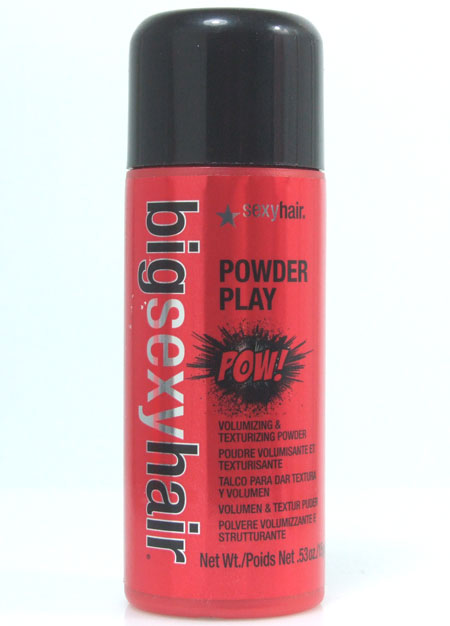 sexyhair.
bigsexyhair
POWDER
PLAY
POW!
VOLUMIZING &
TEXTURIZING POWDER
POUDRE VOLUMISANTE ET
TEXTURISANTE
TALCO PARA DAR TEXTURA
Y VOLUMEN
VOLUMEN & TEXTUR PUDER
POLVERE VOLUMIZZANTE E
STRUTTURANTE
Net Wt./Poids Net .53oz.